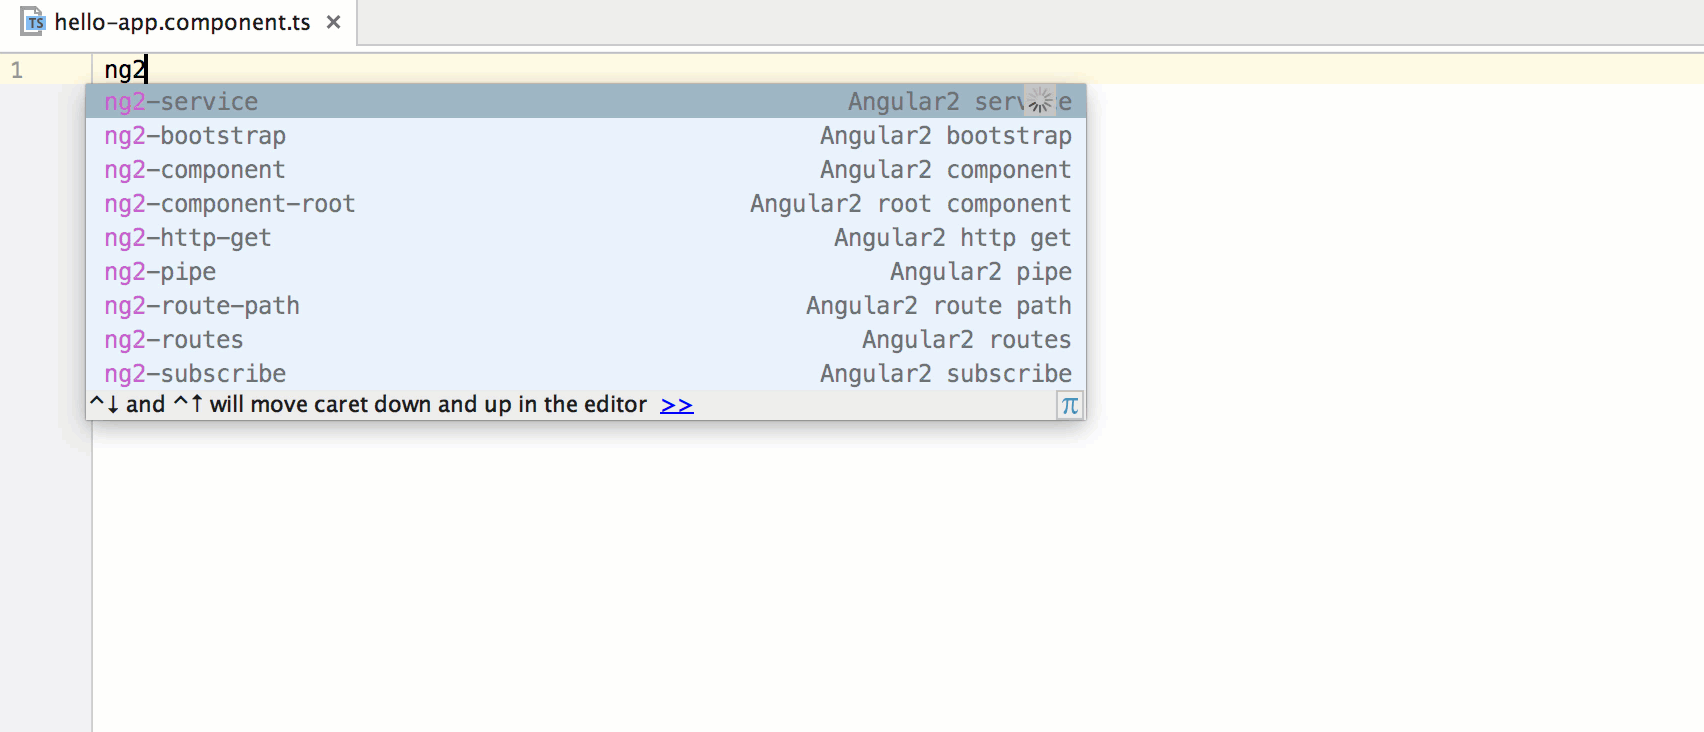 TS hello-app.component.ts ×
1 ng2
ng2-service Angular2 service
ng2-bootstrap Angular2 bootstrap
ng2-component Angular2 component
ng2-component-root Angular2 root component
ng2-http-get Angular2 http get
ng2-pipe Angular2 pipe
ng2-route-path Angular2 route path
ng2-routes Angular2 routes
ng2-subscribe Angular2 subscribe
^↓ and ^↑ will move caret down and up in the editor >> π